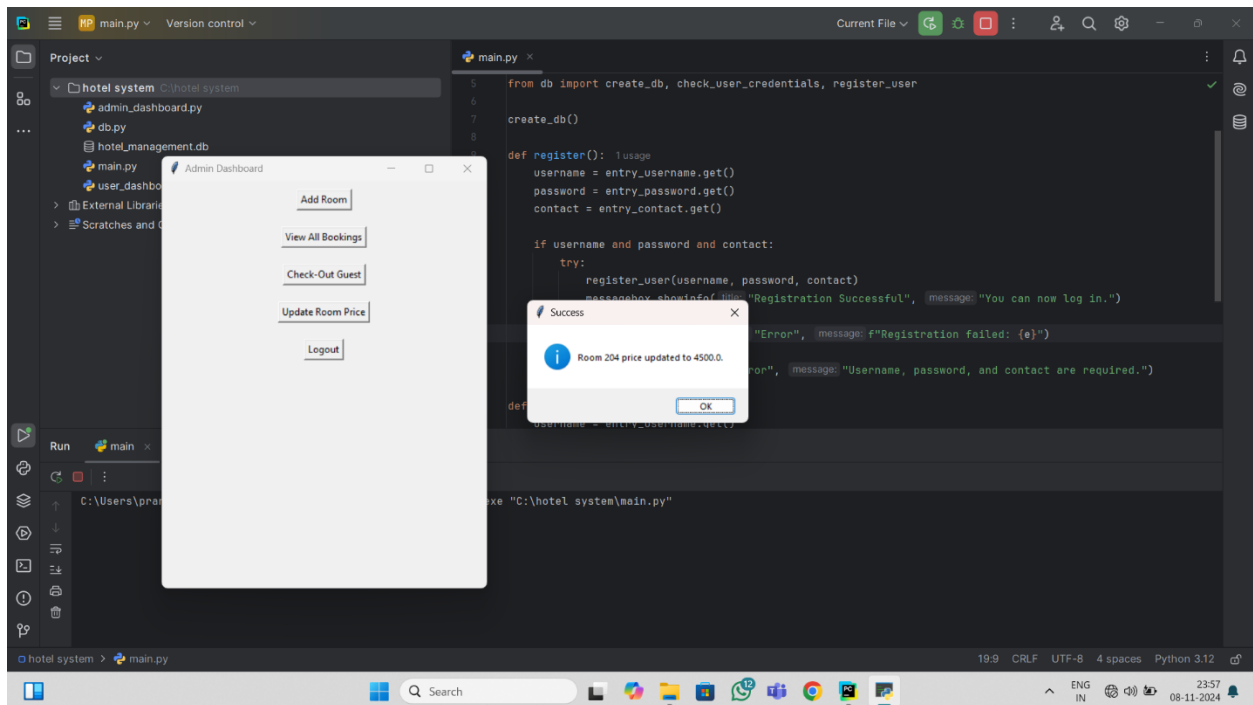 MP main.py Version control Current File
Project
main.py
hotel system C:\hotel system
admin_dashboard.py
db.py
hotel_management.db
main.py
user_dashbo
External Librarie
Scratches and
5 from db import create_db, check_user_credentials, register_user
6
7 create_db()
8
def register(): 1 usage
username = entry_username.get()
password = entry_password.get()
contact = entry_contact.get()
if username and password and contact:
try:
register_user(username, password, contact)
messagebox.showinfo( title: "Registration Successful", message: "You can now log in.")
"Error", message: f"Registration failed: {e}")
ror", message: "Username, password, and contact are required.")
def
username = entry_username.get()
Admin Dashboard
Add Room
View All Bookings
Check-Out Guest
Update Room Price
Logout
Success
Room 204 price updated to 4500.0.
OK
Run main
C:\Users\pra
exe "C:\hotel system\main.py"
hotel system > main.py 19:9 CRLF UTF-8 4 spaces Python 3.12
Search
12
ENG
IN
23:57
08-11-2024